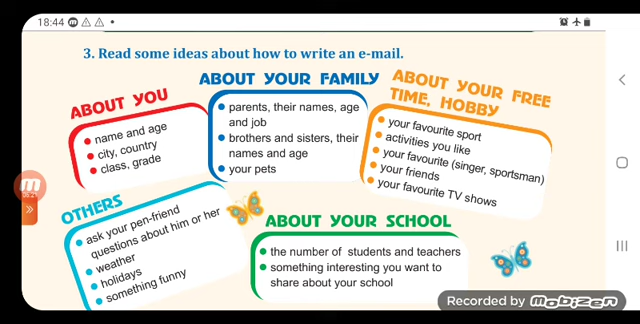 18:44
3. Read some ideas about how to write an e-mail.
ABOUT YOU
name and age
city, country
class, grade
ABOUT YOUR FAMILY
parents, their names, age
and job
brothers and sisters, their
names and age
your pets
ABOUT YOUR FREE
TIME, HOBBY
your favourite sport
activities you like
your favourite (singer, sportsman)
your friends
your favourite TV shows
OTHERS
ask your pen-friend
questions about him or her
weather
holidays
something funny
ABOUT YOUR SCHOOL
the number of students and teachers
something interesting you want to
share about your school
Recorded by Mobizen